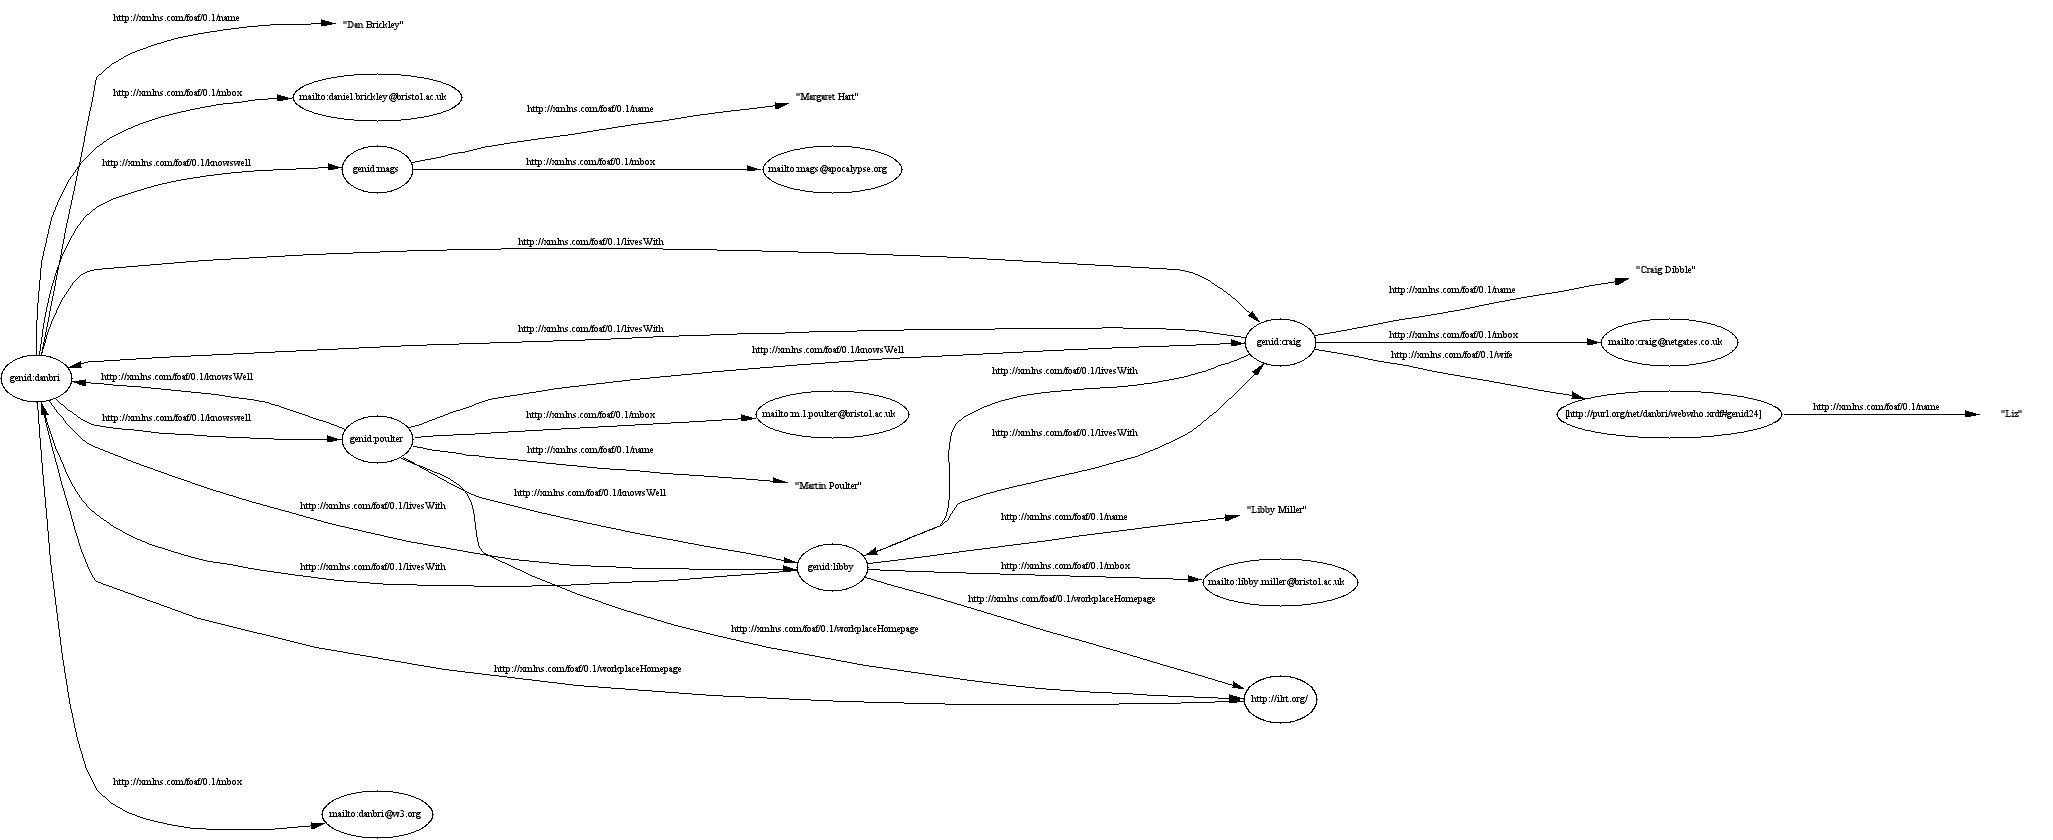 http://xmlns.com/foaf/0.1/name
"Dan Brickley"
http://xmlns.com/foaf/0.1/mbox
mailto:daniel.brickley@bristol.ac.uk
http://xmlns.com/foaf/0.1/name
"Margaret Hart"
http://xmlns.com/foaf/0.1/knowswell
genid:mags
http://xmlns.com/foaf/0.1/mbox
mailto:mags@apocalypse.org
http://xmlns.com/foaf/0.1/livesWith
"Craig Dibble"
http://xmlns.com/foaf/0.1/name
http://xmlns.com/foaf/0.1/livesWith
genid:craig
http://xmlns.com/foaf/0.1/mbox
mailto:craig@netgates.co.uk
http://xmlns.com/foaf/0.1/knowsWell
http://xmlns.com/foaf/0.1/wife
http://xmlns.com/foaf/0.1/livesWith
genid:danbri
http://xmlns.com/foaf/0.1/knowsWell
http://xmlns.com/foaf/0.1/mbox
mailto:m.l.poulter@bristol.ac.uk
[http://purl.org/net/danbri/webwho.xrdf#genid24]
http://xmlns.com/foaf/0.1/name
"Liz"
http://xmlns.com/foaf/0.1/knowswell
genid:poulter
http://xmlns.com/foaf/0.1/livesWith
http://xmlns.com/foaf/0.1/name
"Martin Poulter"
http://xmlns.com/foaf/0.1/knowsWell
http://xmlns.com/foaf/0.1/livesWith
"Libby Miller"
http://xmlns.com/foaf/0.1/name
http://xmlns.com/foaf/0.1/livesWith
genid:libby
http://xmlns.com/foaf/0.1/mbox
mailto:libby.miller@bristol.ac.uk
http://xmlns.com/foaf/0.1/workplaceHomepage
http://xmlns.com/foaf/0.1/workplaceHomepage
http://xmlns.com/foaf/0.1/workplaceHomepage
http://ilrt.org/
http://xmlns.com/foaf/0.1/mbox
mailto:danbri@w3.org